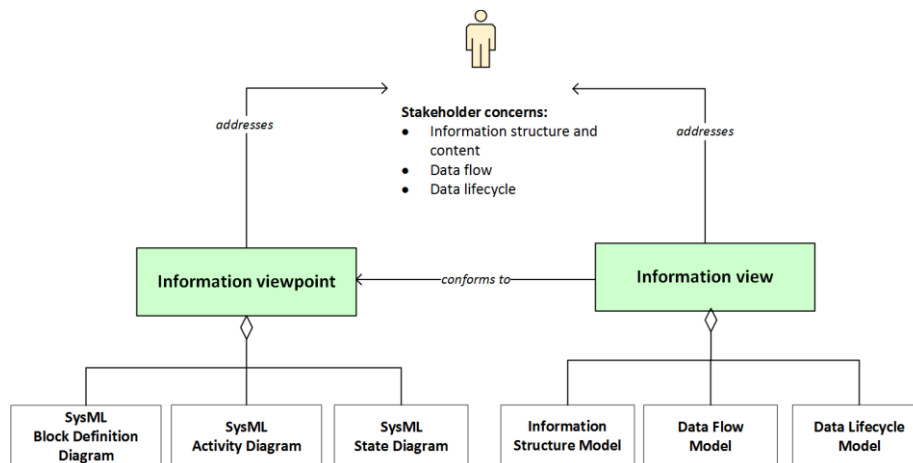 Stakeholder concerns:
● Information structure and
content
● Data flow
● Data lifecycle
addresses
addresses
Information viewpoint
conforms to
Information view
SysML
Block Definition
Diagram
SysML
Activity Diagram
SysML
State Diagram
Information
Structure Model
Data Flow
Model
Data Lifecycle
Model